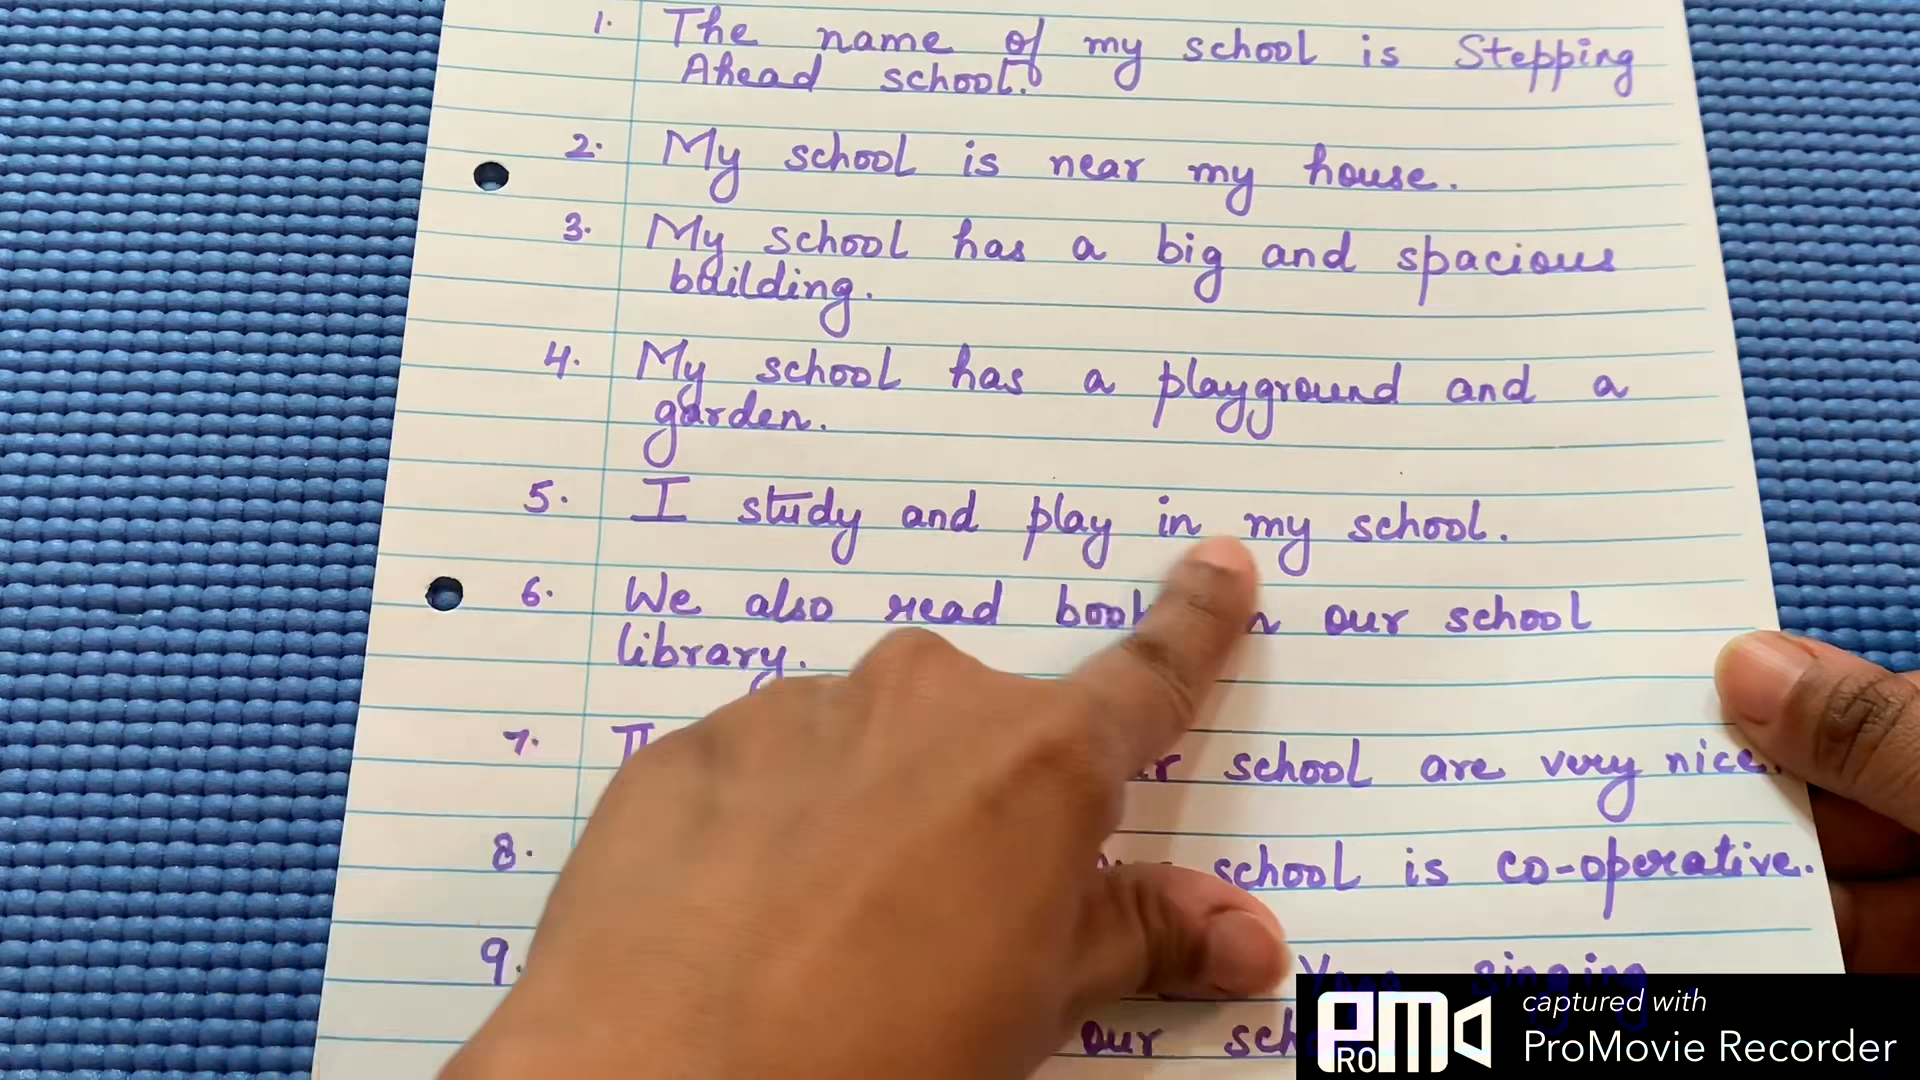 1. The name of my school is Stepping
Ahead school.
2. My school is near my house.
3. My school has a big and spacious
building.
4. My school has a playground and a
garden.
5. I study and play in my school.
6. We also read our school
library.
7. school are very nice.
8. school is co-operative.
9. singing
our
captured with
PRO M ProMovie Recorder